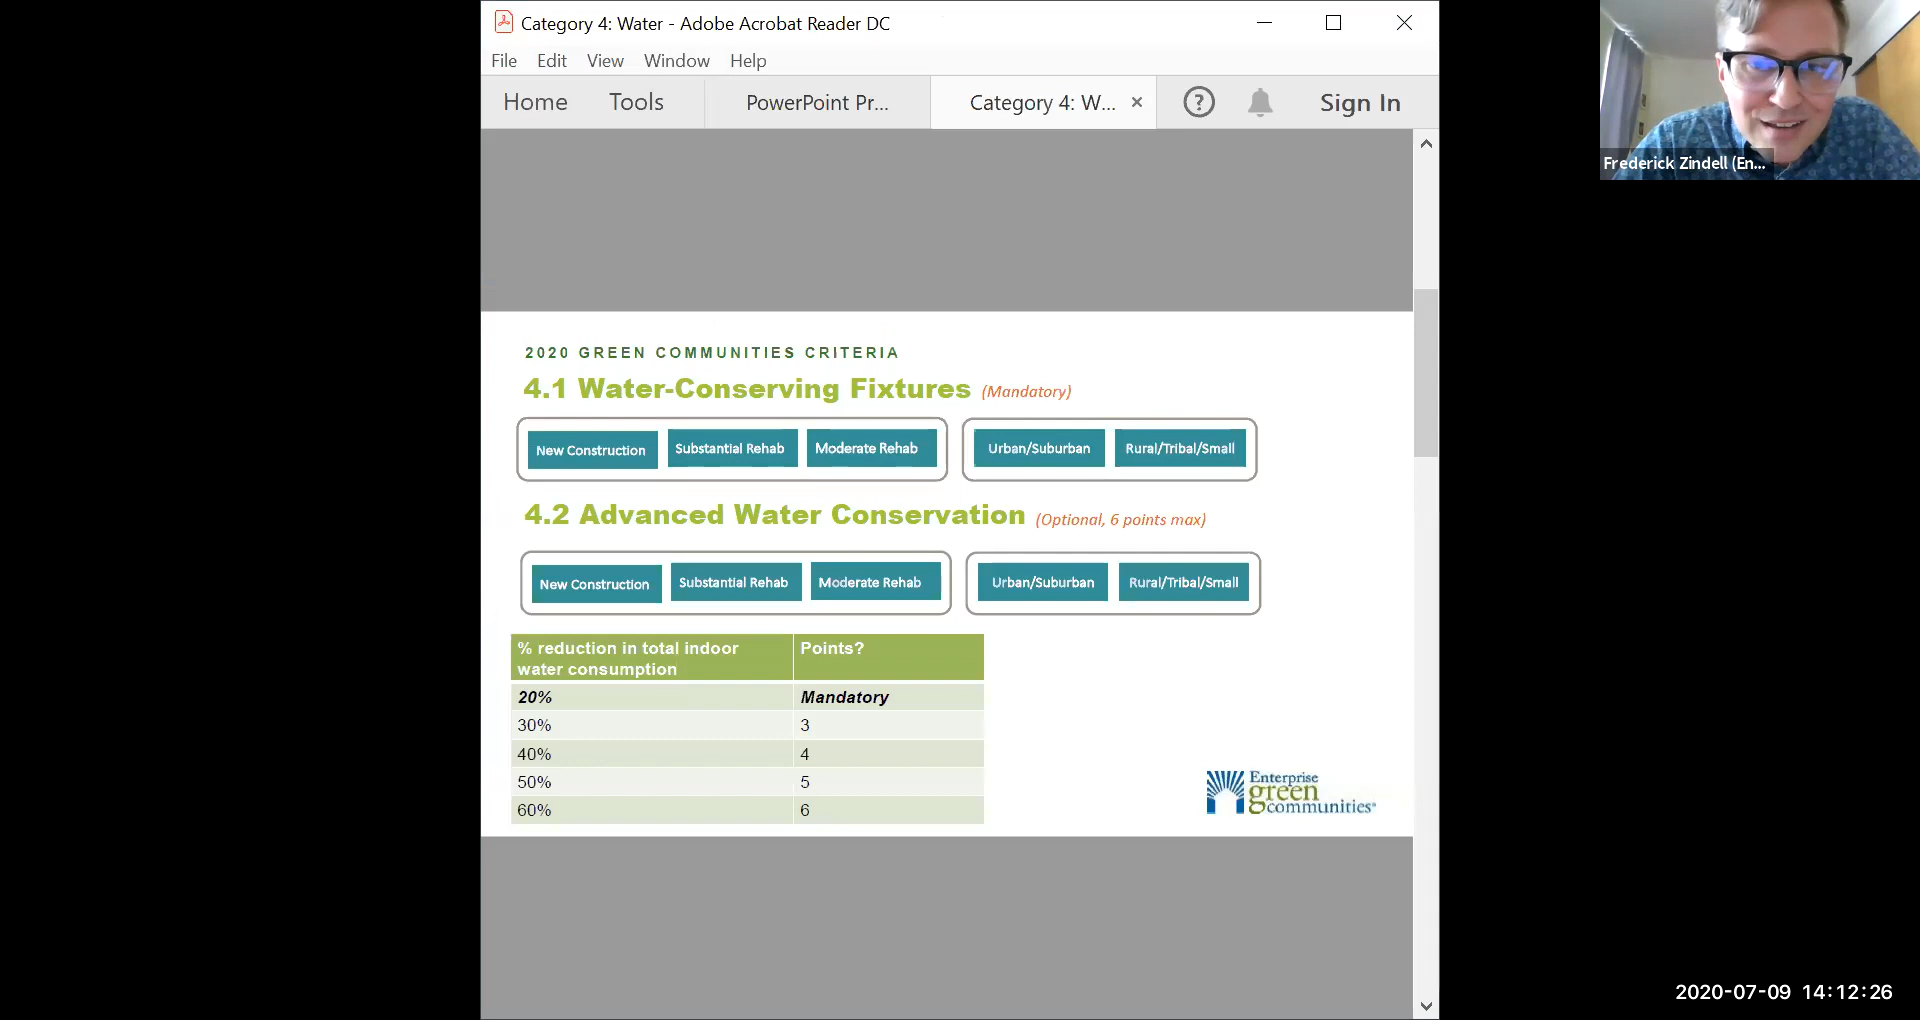 Category 4: Water - Adobe Acrobat Reader DC
File Edit View Window Help
Home Tools PowerPoint Pr... Category 4: W... × ? Sign In
Frederick Zindell (En...
2020 GREEN COMMUNITIES CRITERIA
4.1 Water-Conserving Fixtures (Mandatory)
New Construction Substantial Rehab Moderate Rehab Urban/Suburban Rural/Tribal/Small
4.2 Advanced Water Conservation (Optional, 6 points max)
New Construction Substantial Rehab Moderate Rehab Urban/Suburban Rural/Tribal/Small
% reduction in total indoor
water consumption
Points?
20% Mandatory
30% 3
40% 4
50% 5
60% 6
Enterprise
green
communities
2020-07-09 14:12:26